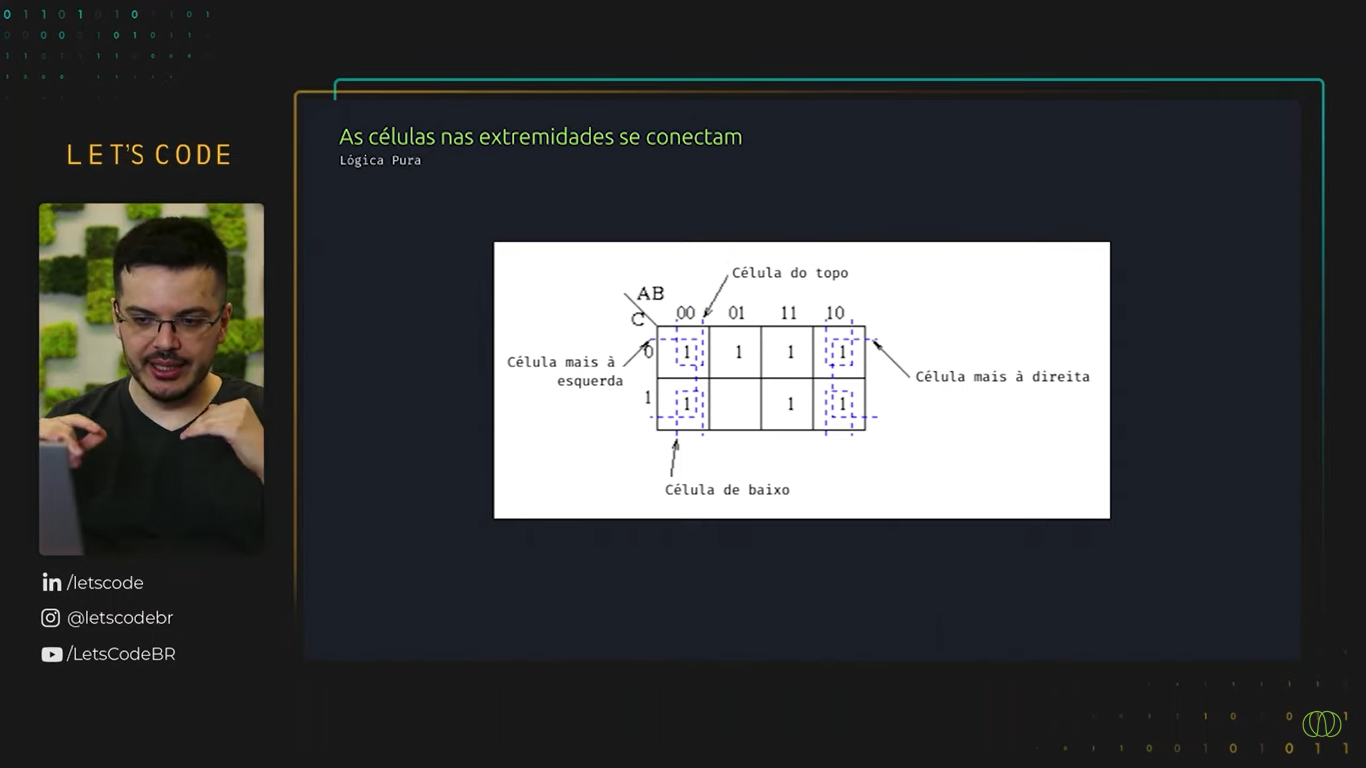 LET'S CODE
/letscode
@letscodebr
/LetsCodeBR
As células nas extremidades se conectam
Lógica Pura
Célula do topo
AB
C
00 01 11 10
0 1 1 1 1
1 1 1 1
Célula mais à
esquerda
Célula mais à direita
Célula de baixo